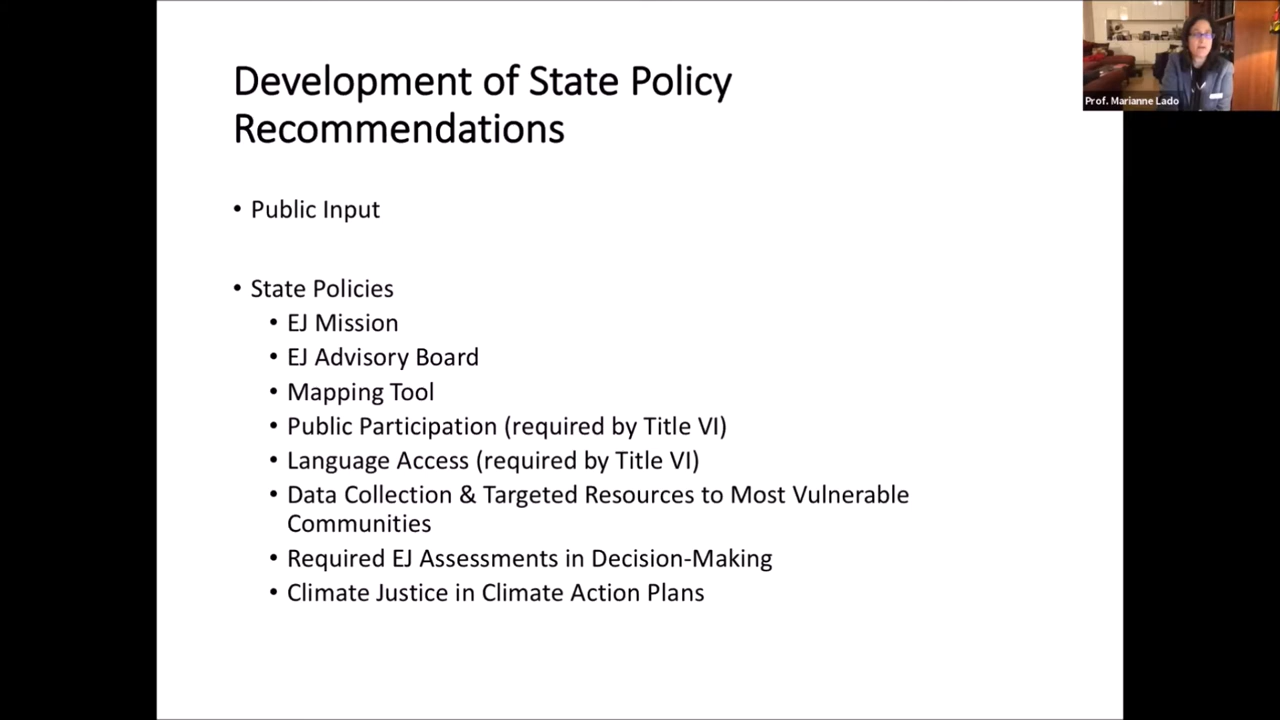 Development of State Policy
Recommendations
• Public Input
• State Policies
• EJ Mission
• EJ Advisory Board
• Mapping Tool
• Public Participation (required by Title VI)
• Language Access (required by Title VI)
• Data Collection & Targeted Resources to Most Vulnerable
Communities
• Required EJ Assessments in Decision-Making
• Climate Justice in Climate Action Plans
Prof. Marianne Lado